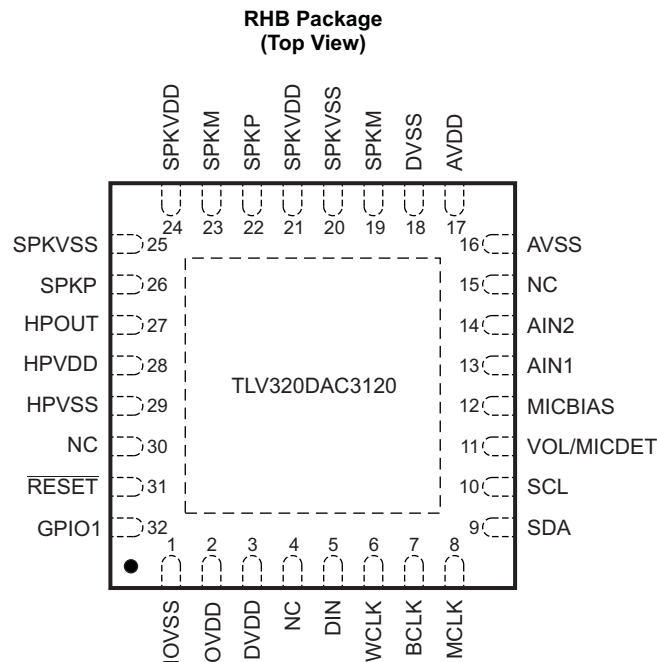 RHB Package
(Top View)
SPKVDD
SPKM
SPKP
SPKVDD
SPKVSS
SPKM
DVSS
AVDD
24 23 22 21 20 19 18 17
SPKVSS 25
SPKP 26
HPOUT 27
HPVDD 28
HPVSS 29
NC 30
RESET 31
GPIO1 32
TLV320DAC3120
16 AVSS
15 NC
14 AIN2
13 AIN1
12 MICBIAS
11 VOL/MICDET
10 SCL
9 SDA
1 2 3 4 5 6 7 8
IOVSS
IOVDD
DVDD
NC
DIN
WCLK
BCLK
MCLK